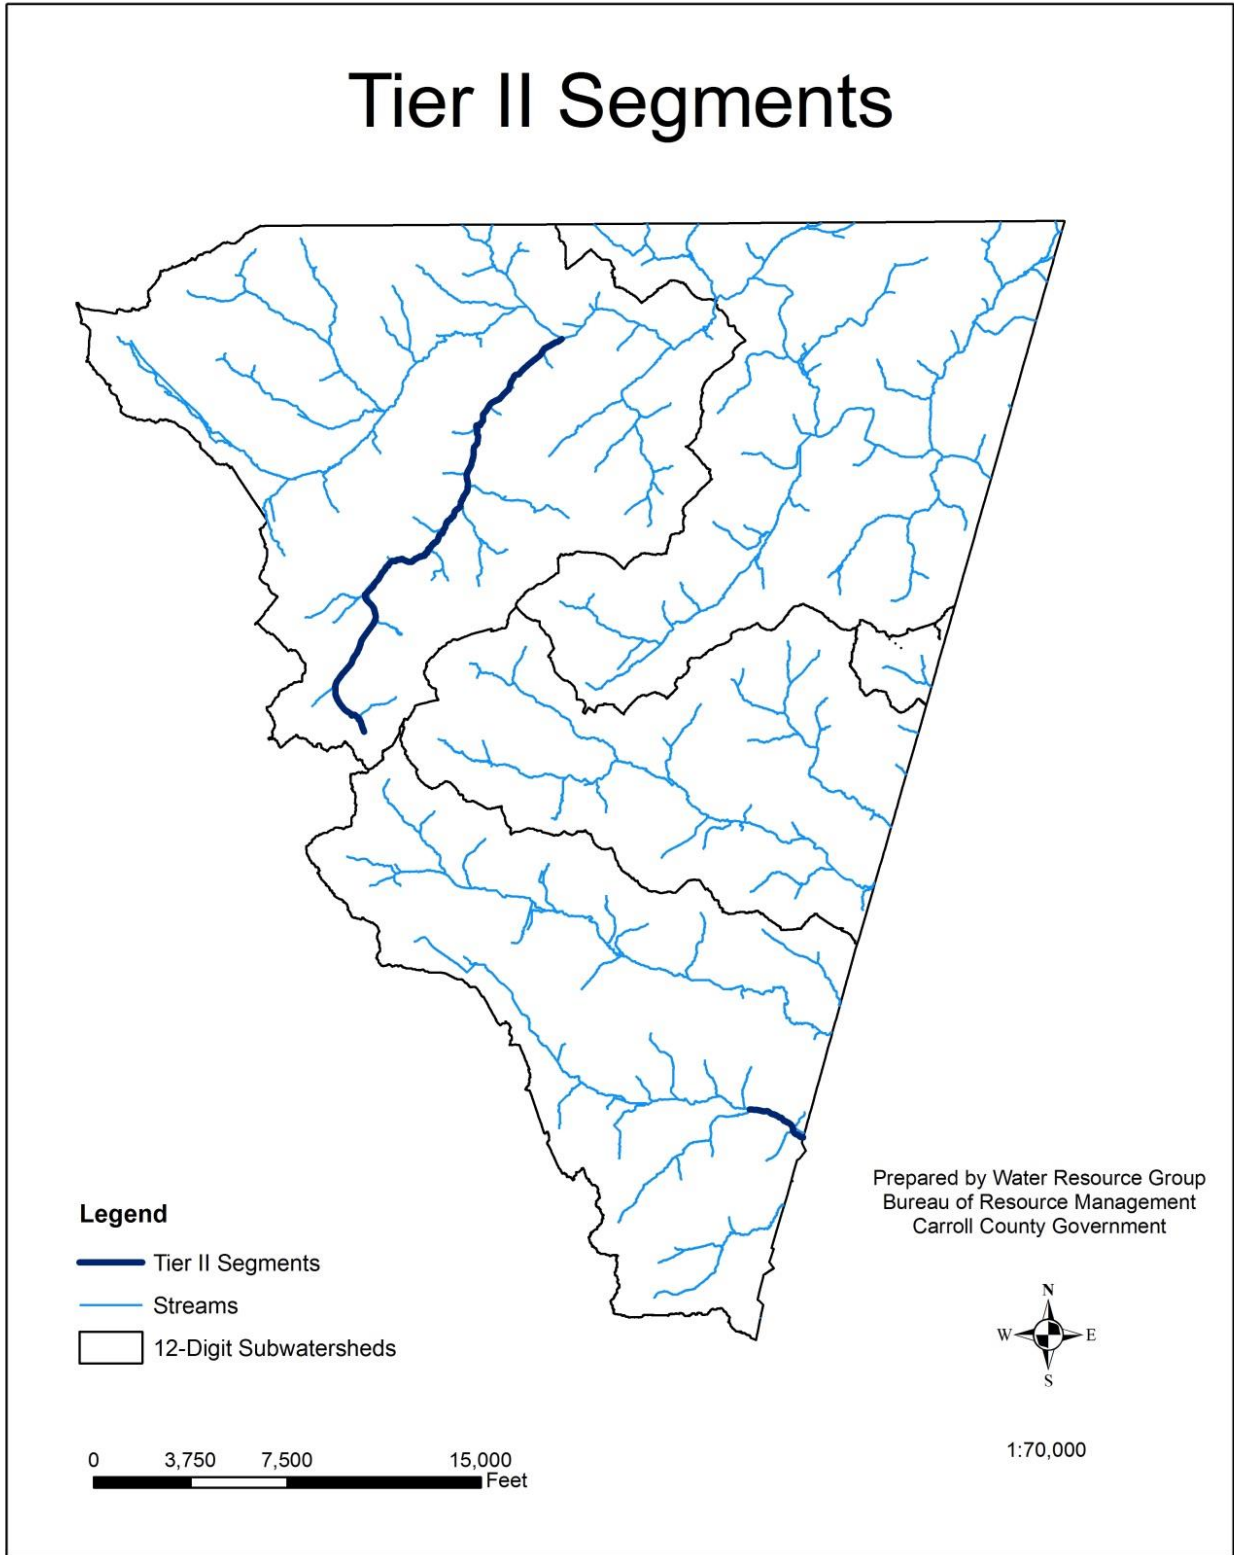 Tier II Segments
Prepared by Water Resource Group
Bureau of Resource Management
Carroll County Government
Legend
Tier II Segments
Streams
12-Digit Subwatersheds
N
W E
S
1:70,000
0 3,750 7,500 15,000
Feet